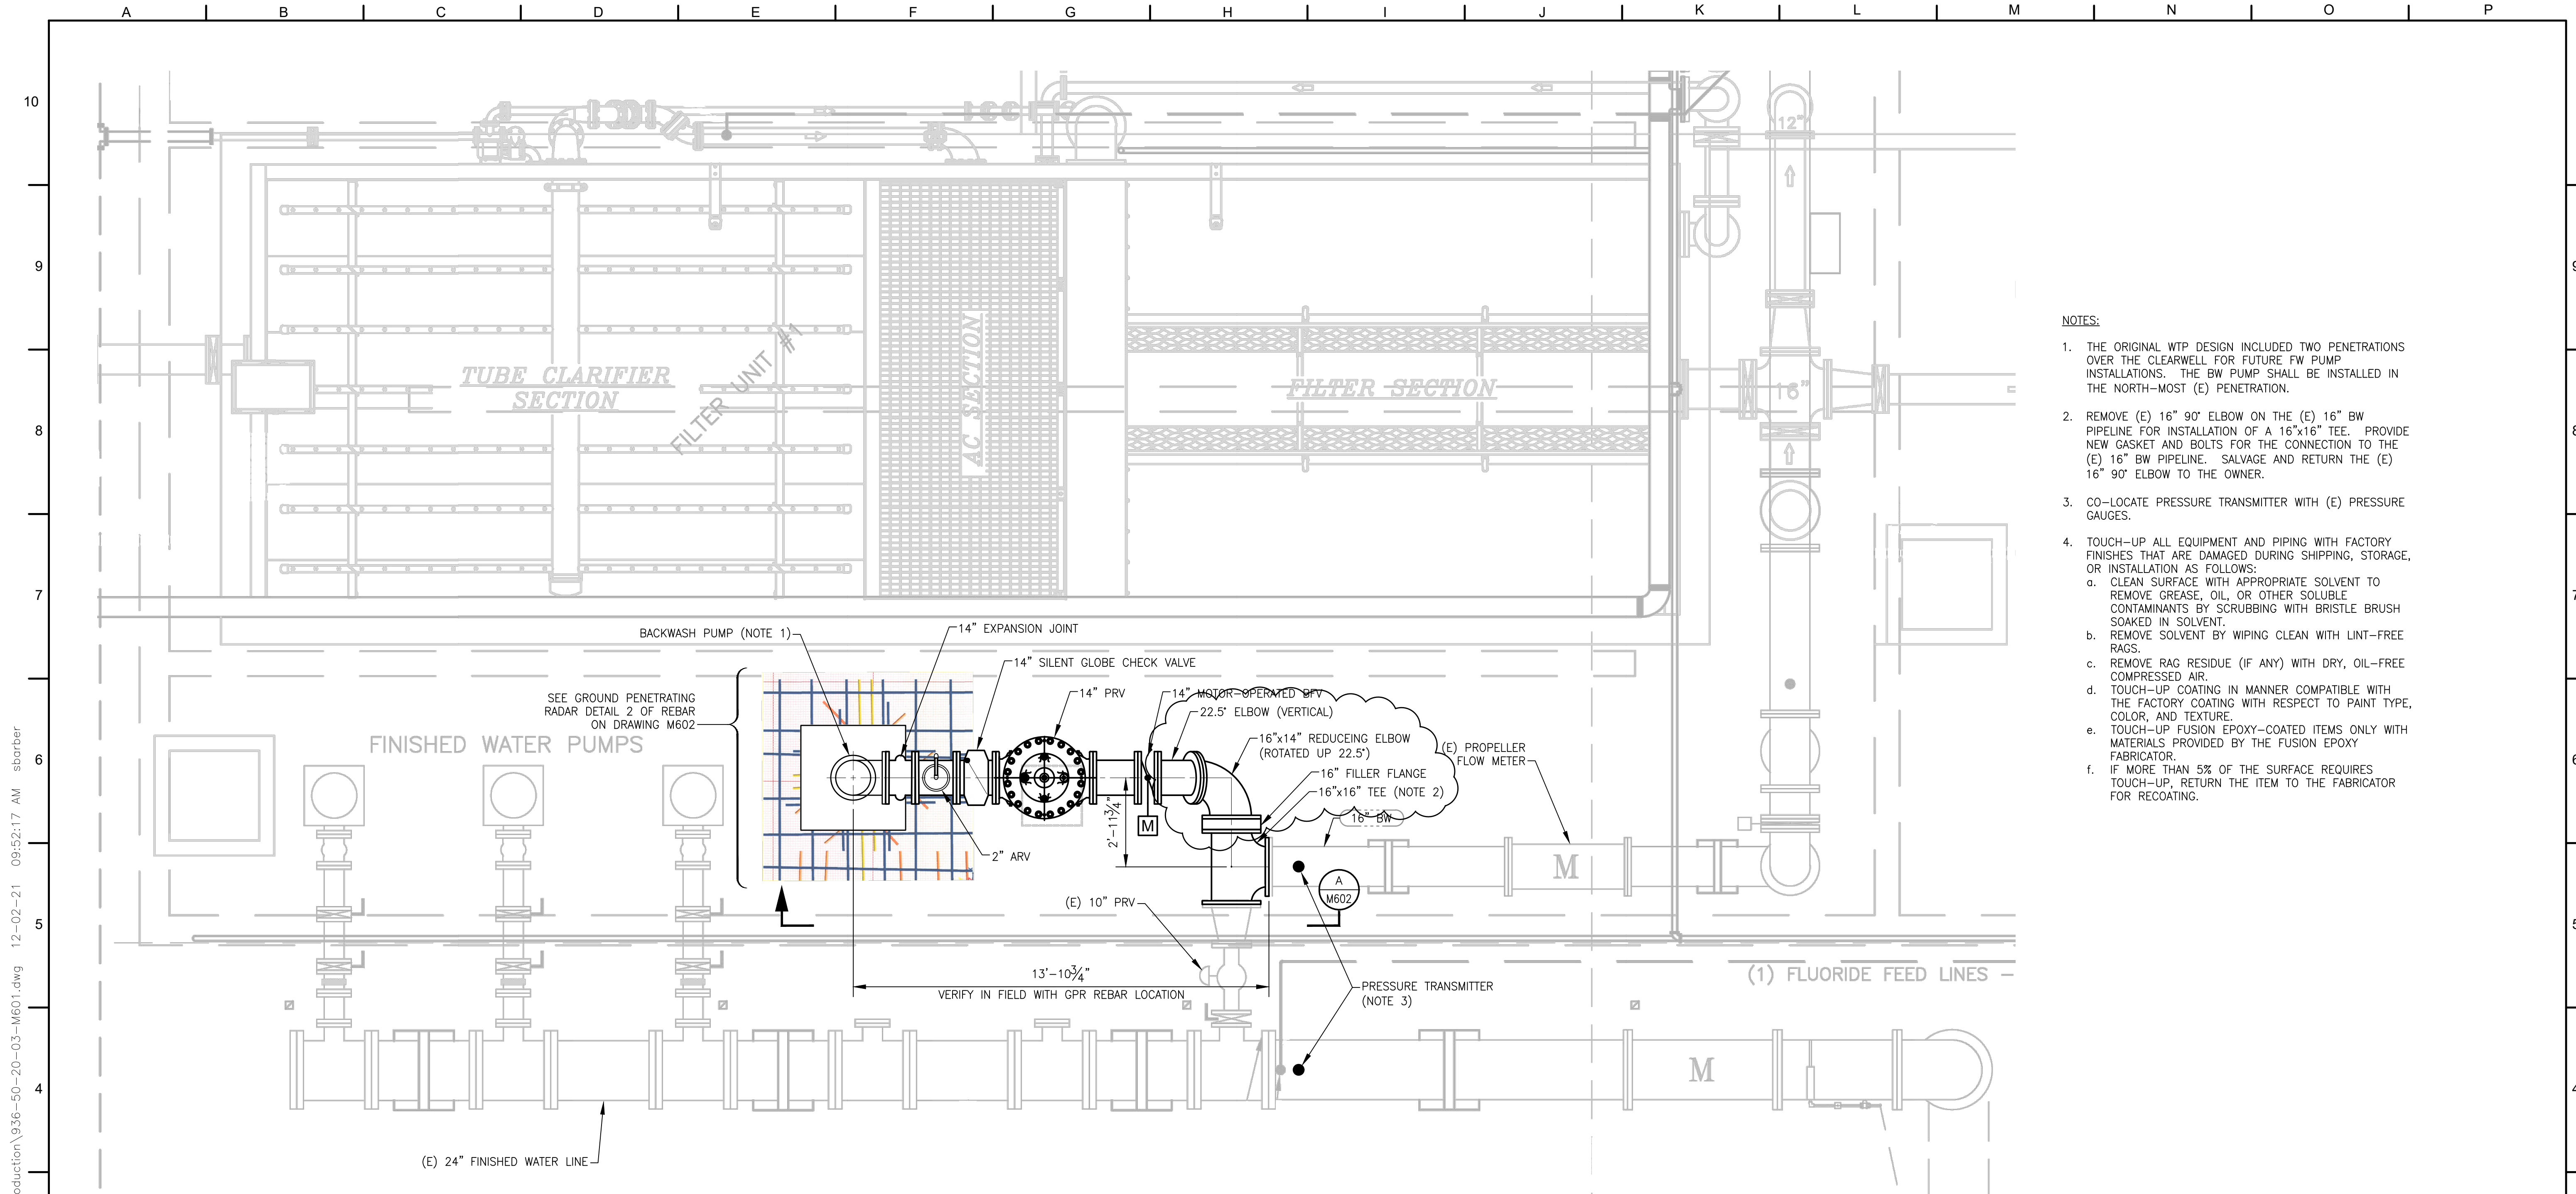 A B C D E F G H I J K L M N O P
10
9
8
7
6
5
4
9
8
7
6
5
4
12"
TUBE CLARIFIER
SECTION
FILTER UNIT #1
AC SECTION
FILTER SECTION
16"
BACKWASH PUMP (NOTE 1)
14" EXPANSION JOINT
14" SILENT GLOBE CHECK VALVE
14" PRV
14" MOTOR-OPERATED BFV
22.5° ELBOW (VERTICAL)
16"x14" REDUCEING ELBOW
(ROTATED UP 22.5°)
16" FILLER FLANGE
16"x16" TEE (NOTE 2)
(E) PROPELLER
FLOW METER
SEE GROUND PENETRATING
RADAR DETAIL 2 OF REBAR
ON DRAWING M602
FINISHED WATER PUMPS
2'-11¾"
M
16" BW
2" ARV
M
A
M602
(E) 10" PRV
13'-10¾"
VERIFY IN FIELD WITH GPR REBAR LOCATION
PRESSURE TRANSMITTER
(NOTE 3)
(1) FLUORIDE FEED LINES –
M
(E) 24" FINISHED WATER LINE
NOTES:
1. THE ORIGINAL WTP DESIGN INCLUDED TWO PENETRATIONS
OVER THE CLEARWELL FOR FUTURE FW PUMP
INSTALLATIONS. THE BW PUMP SHALL BE INSTALLED IN
THE NORTH-MOST (E) PENETRATION.
2. REMOVE (E) 16" 90° ELBOW ON THE (E) 16" BW
PIPELINE FOR INSTALLATION OF A 16"x16" TEE. PROVIDE
NEW GASKET AND BOLTS FOR THE CONNECTION TO THE
(E) 16" BW PIPELINE. SALVAGE AND RETURN THE (E)
16" 90° ELBOW TO THE OWNER.
3. CO-LOCATE PRESSURE TRANSMITTER WITH (E) PRESSURE
GAUGES.
4. TOUCH-UP ALL EQUIPMENT AND PIPING WITH FACTORY
FINISHES THAT ARE DAMAGED DURING SHIPPING, STORAGE,
OR INSTALLATION AS FOLLOWS:
a. CLEAN SURFACE WITH APPROPRIATE SOLVENT TO
REMOVE GREASE, OIL, OR OTHER SOLUBLE
CONTAMINANTS BY SCRUBBING WITH BRISTLE BRUSH
SOAKED IN SOLVENT.
b. REMOVE SOLVENT BY WIPING CLEAN WITH LINT-FREE
RAGS.
c. REMOVE RAG RESIDUE (IF ANY) WITH DRY, OIL-FREE
COMPRESSED AIR.
d. TOUCH-UP COATING IN MANNER COMPATIBLE WITH
THE FACTORY COATING WITH RESPECT TO PAINT TYPE,
COLOR, AND TEXTURE.
e. TOUCH-UP FUSION EPOXY-COATED ITEMS ONLY WITH
MATERIALS PROVIDED BY THE FUSION EPOXY
FABRICATOR.
f. IF MORE THAN 5% OF THE SURFACE REQUIRES
TOUCH-UP, RETURN THE ITEM TO THE FABRICATOR
FOR RECOATING.
oduction\936-50-20-03-M601.dwg 12-02-21 09:52:17 AM sbarber